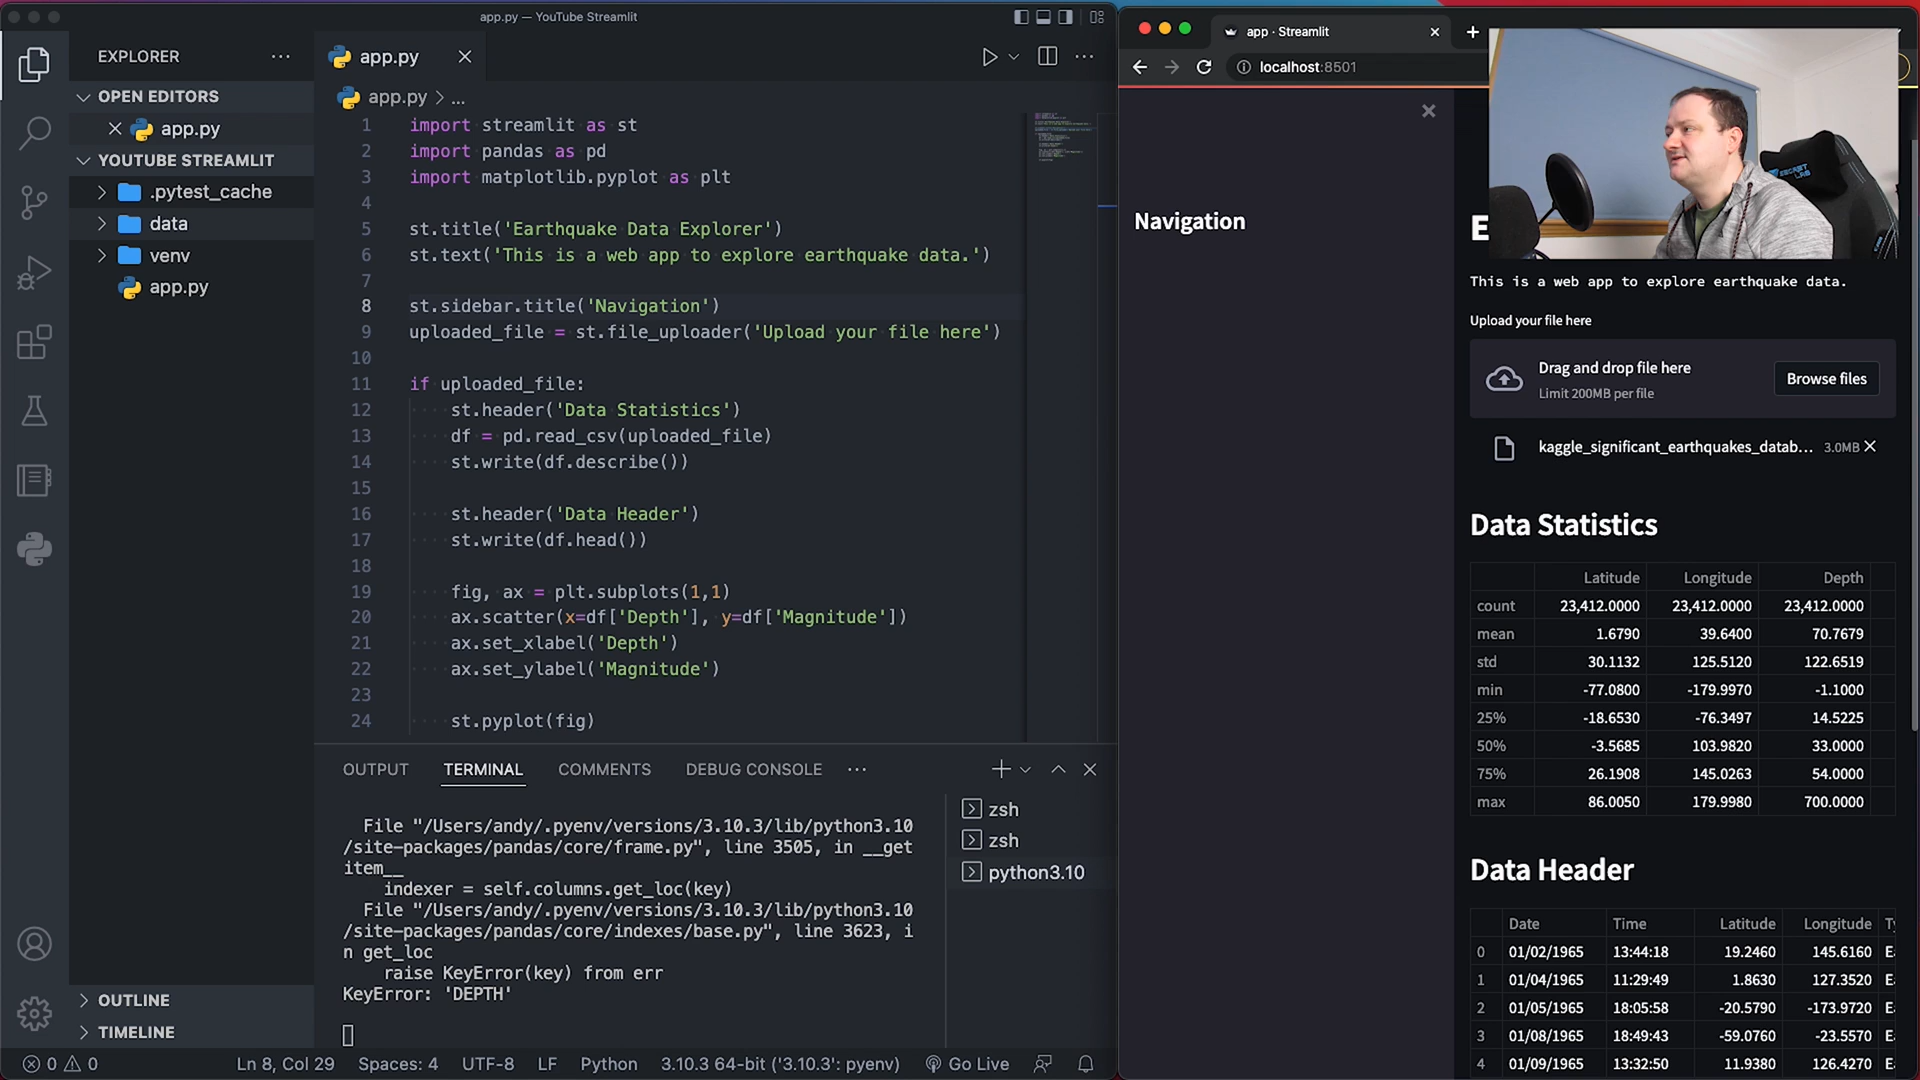 app.py — YouTube Streamlit
EXPLORER
OPEN EDITORS
app.py
YOUTUBE STREAMLIT
.pytest_cache
data
venv
app.py
OUTLINE
TIMELINE
app.py
app.py > ...
1 import streamlit as st
2 import pandas as pd
3 import matplotlib.pyplot as plt
4
5 st.title('Earthquake Data Explorer')
6 st.text('This is a web app to explore earthquake data.')
7
8 st.sidebar.title('Navigation')
9 uploaded_file = st.file_uploader('Upload your file here')
10
11 if uploaded_file:
12 st.header('Data Statistics')
13 df = pd.read_csv(uploaded_file)
14 st.write(df.describe())
15
16 st.header('Data Header')
17 st.write(df.head())
18
19 fig, ax = plt.subplots(1,1)
20 ax.scatter(x=df['Depth'], y=df['Magnitude'])
21 ax.set_xlabel('Depth')
22 ax.set_ylabel('Magnitude')
23
24 st.pyplot(fig)
OUTPUT TERMINAL COMMENTS DEBUG CONSOLE ...
File "/Users/andy/.pyenv/versions/3.10.3/lib/python3.10
/site-packages/pandas/core/frame.py", line 3505, in __get
item__
indexer = self.columns.get_loc(key)
File "/Users/andy/.pyenv/versions/3.10.3/lib/python3.10
/site-packages/pandas/core/indexes/base.py", line 3623, i
n get_loc
raise KeyError(key) from err
KeyError: 'DEPTH'
zsh
zsh
python3.10
0 0 Ln 8, Col 29 Spaces: 4 UTF-8 LF Python 3.10.3 64-bit ('3.10.3': pyenv) Go Live
app · Streamlit
localhost:8501
Navigation
E
This is a web app to explore earthquake data.
Upload your file here
Drag and drop file here
Limit 200MB per file
Browse files
kaggle_significant_earthquakes_datab... 3.0MB
Data Statistics
Latitude Longitude Depth
count 23,412.0000 23,412.0000 23,412.0000
mean 1.6790 39.6400 70.7679
std 30.1132 125.5120 122.6519
min -77.0800 -179.9970 -1.1000
25% -18.6530 -76.3497 14.5225
50% -3.5685 103.9820 33.0000
75% 26.1908 145.0263 54.0000
max 86.0050 179.9980 700.0000
Data Header
Date Time Latitude Longitude Ty
0 01/02/1965 13:44:18 19.2460 145.6160 E
1 01/04/1965 11:29:49 1.8630 127.3520 E
2 01/05/1965 18:05:58 -20.5790 -173.9720 E
3 01/08/1965 18:49:43 -59.0760 -23.5570 E
4 01/09/1965 13:32:50 11.9380 126.4270 E